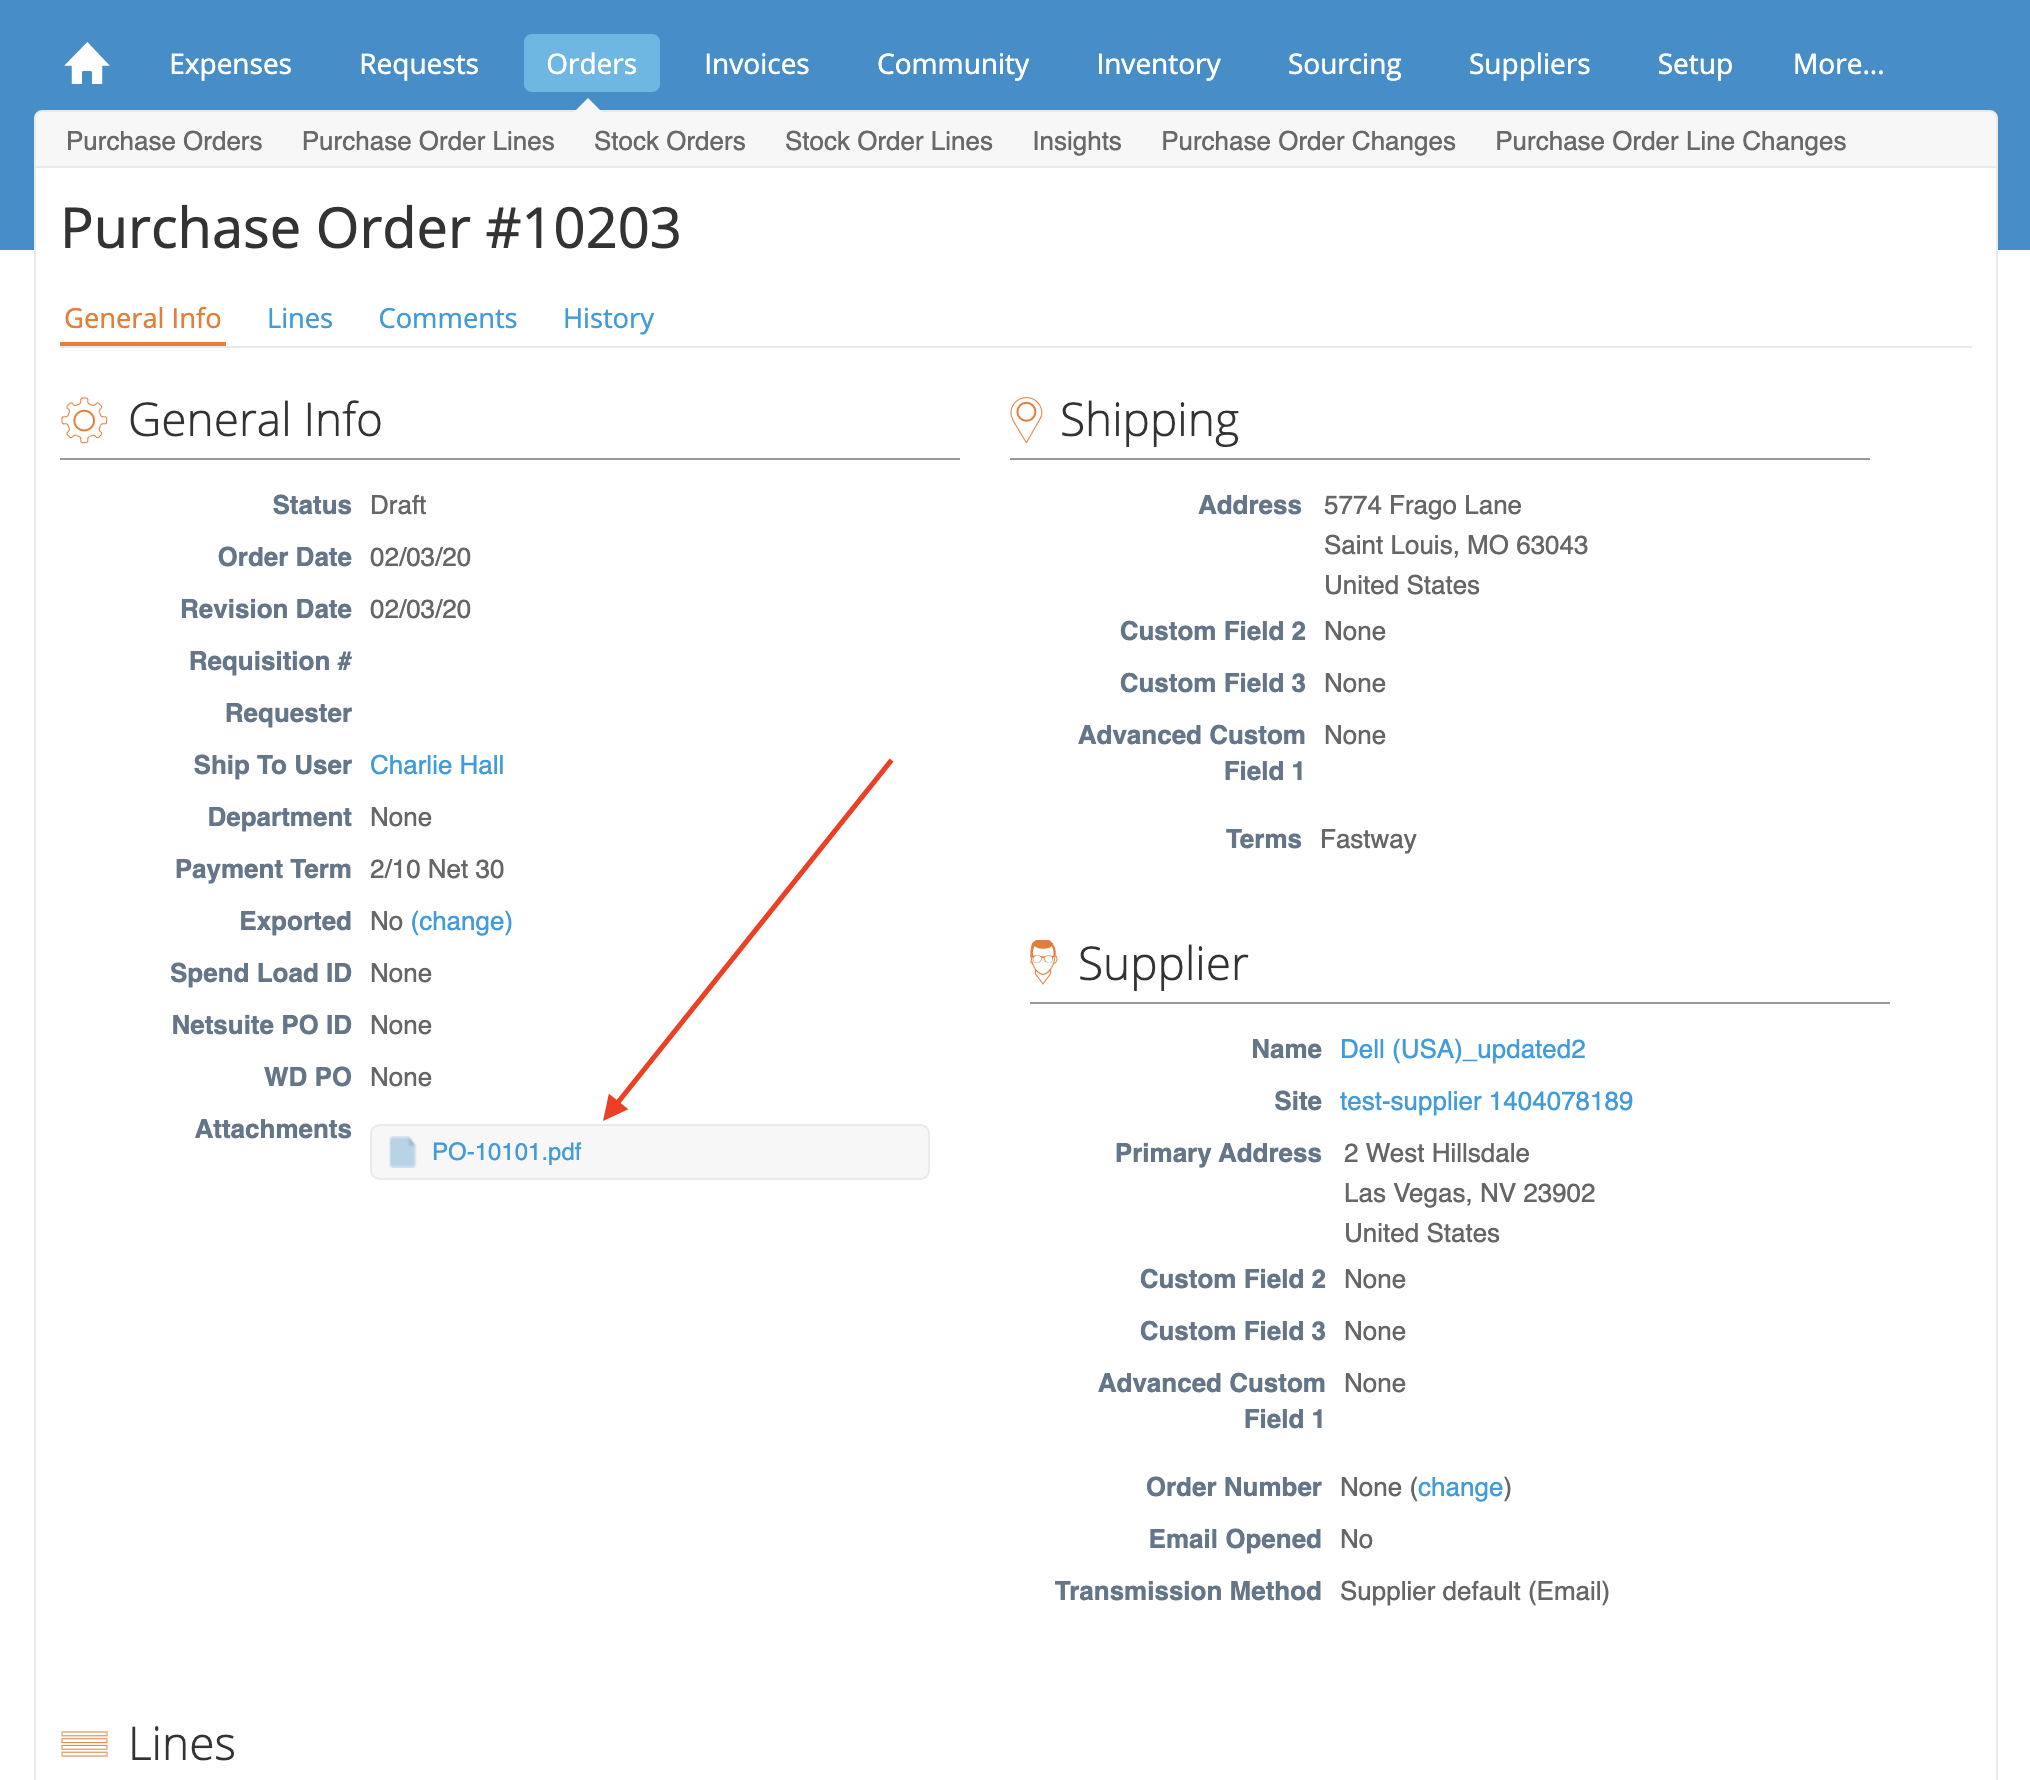 Expenses Requests Orders Invoices Community Inventory Sourcing Suppliers Setup More...
Purchase Orders Purchase Order Lines Stock Orders Stock Order Lines Insights Purchase Order Changes Purchase Order Line Changes
Purchase Order #10203
General Info Lines Comments History
General Info
Status Draft
Order Date 02/03/20
Revision Date 02/03/20
Requisition #
Requester
Ship To User Charlie Hall
Department None
Payment Term 2/10 Net 30
Exported No (change)
Spend Load ID None
Netsuite PO ID None
WD PO None
Attachments PO-10101.pdf
Shipping
Address 5774 Frago Lane
Saint Louis, MO 63043
United States
Custom Field 2 None
Custom Field 3 None
Advanced Custom None
Field 1
Terms Fastway
Supplier
Name Dell (USA)_updated2
Site test-supplier 1404078189
Primary Address 2 West Hillsdale
Las Vegas, NV 23902
United States
Custom Field 2 None
Custom Field 3 None
Advanced Custom None
Field 1
Order Number None (change)
Email Opened No
Transmission Method Supplier default (Email)
Lines